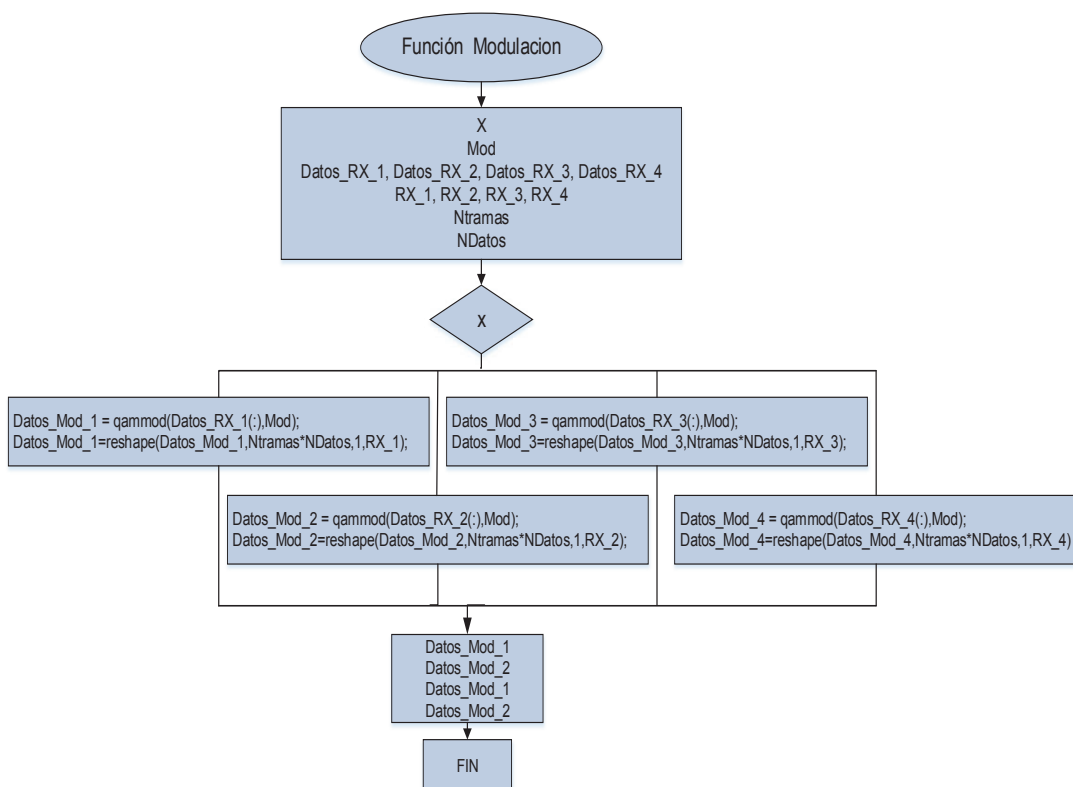 Función Modulacion
X
Mod
Datos_RX_1, Datos_RX_2, Datos_RX_3, Datos_RX_4
RX_1, RX_2, RX_3, RX_4
Ntramas
NDatos
x
Datos_Mod_1 = qammod(Datos_RX_1(:),Mod);
Datos_Mod_1=reshape(Datos_Mod_1,Ntramas*NDatos,1,RX_1);
Datos_Mod_3 = qammod(Datos_RX_3(:),Mod);
Datos_Mod_3=reshape(Datos_Mod_3,Ntramas*NDatos,1,RX_3);
Datos_Mod_2 = qammod(Datos_RX_2(:),Mod);
Datos_Mod_2=reshape(Datos_Mod_2,Ntramas*NDatos,1,RX_2);
Datos_Mod_4 = qammod(Datos_RX_4(:),Mod);
Datos_Mod_4=reshape(Datos_Mod_4,Ntramas*NDatos,1,RX_4)
Datos_Mod_1
Datos_Mod_2
Datos_Mod_1
Datos_Mod_2
FIN